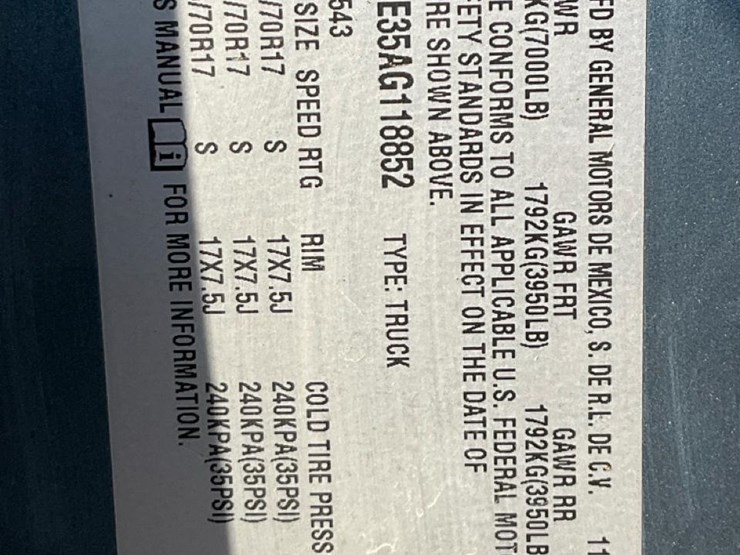 FD BY GENERAL MOTORS DE MEXICO, S. DE R.L. DE C.V. 11
WR GAWR FRT GAWR RR
KG(7000LB) 1792KG(3950LB) 1792KG(3950LB
E CONFORMS TO ALL APPLICABLE U.S. FEDERAL MOT
FETY STANDARDS IN EFFECT ON THE DATE OF
RE SHOWN ABOVE.
E35AG118852 TYPE: TRUCK
543
SIZE SPEED RTG RIM COLD TIRE PRESS
/70R17 S 17X7.5J 240KPA(35PSI)
/70R17 S 17X7.5J 240KPA(35PSI)
/70R17 S 17X7.5J 240KPA(35PSI)
S MANUAL i FOR MORE INFORMATION.